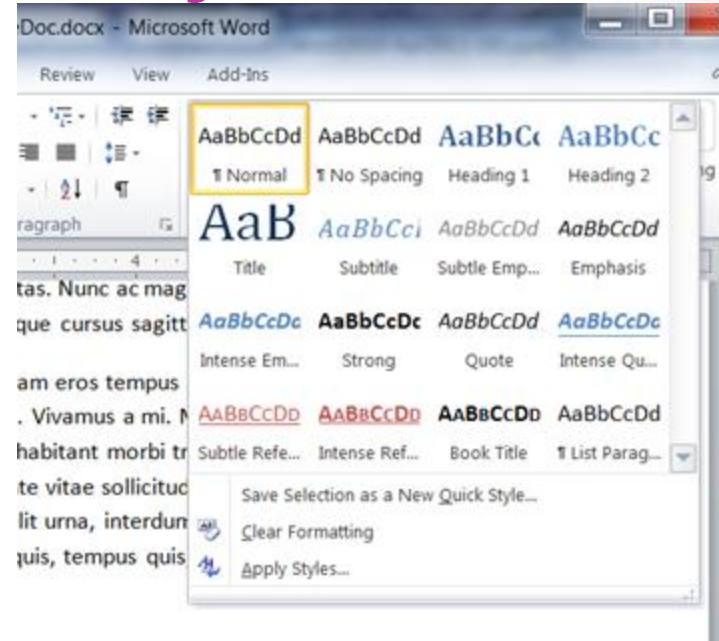 Doc.docx - Microsoft Word
Review View Add-Ins
AaBbCcDd AaBbCcDd AaBbCc AaBbCc
¶ Normal ¶ No Spacing Heading 1 Heading 2
ragraph
AaB AaBbCci AaBbCcDd AaBbCcDd
Title Subtitle Subtle Emp... Emphasis
4
tas. Nunc ac mag
que cursus sagitt
AaBbCcDc AaBbCcDc AaBbCcDd AaBbCcDc
Intense Em... Strong Quote Intense Qu...
am eros tempus
. Vivamus a mi. N
AaBbCcDd AaBbCcDd AaBbCcDd AaBbCcDd
habitant morbi tr
Subtle Refe... Intense Ref... Book Title ¶ List Parag...
te vitae sollicitud
Save Selection as a New Quick Style...
lit urna, interdum
Clear Formatting
quis, tempus quis
Apply Styles...